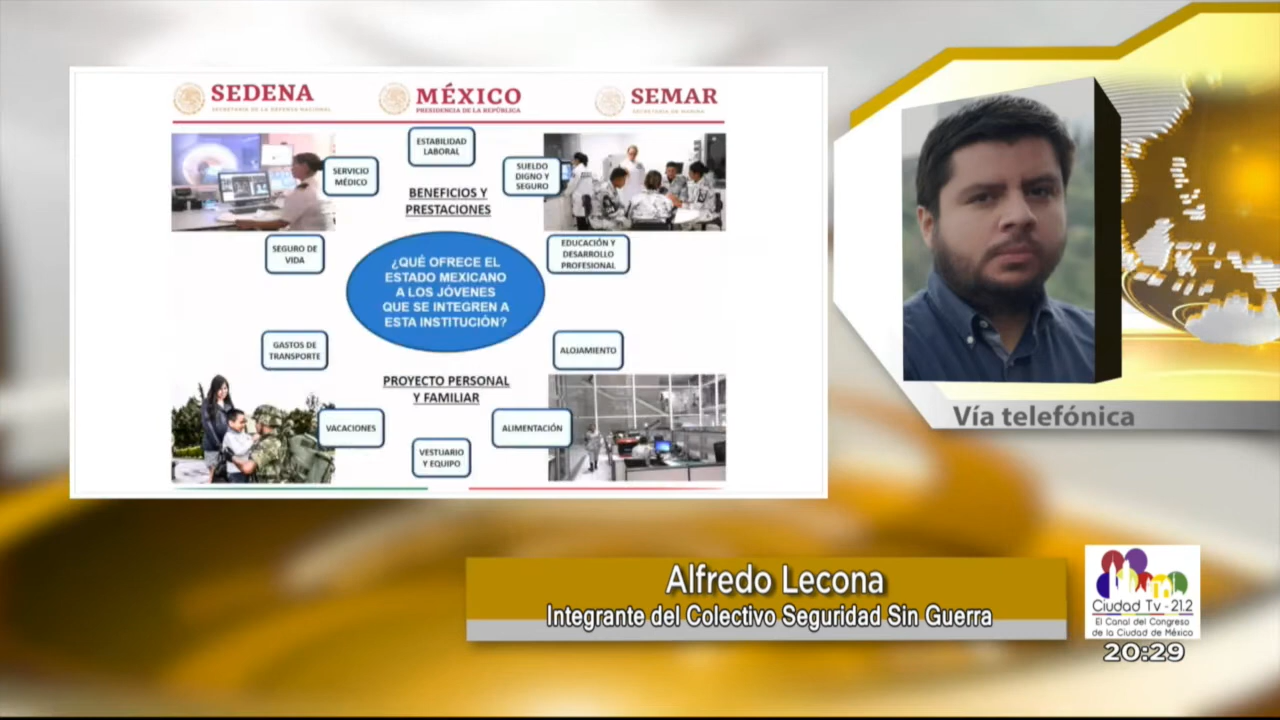 SEDENA
SECRETARÍA DE LA DEFENSA NACIONAL
MÉXICO
PRESIDENCIA DE LA REPÚBLICA
SEMAR
SECRETARÍA DE MARINA
ESTABILIDAD
LABORAL
SERVICIO
MÉDICO
SUELDO
DIGNO Y
SEGURO
BENEFICIOS Y
PRESTACIONES
SEGURO DE
VIDA
EDUCACIÓN Y
DESARROLLO
PROFESIONAL
¿QUÉ OFRECE EL
ESTADO MEXICANO
A LOS JÓVENES
QUE SE INTEGREN A
ESTA INSTITUCIÓN?
GASTOS DE
TRANSPORTE
ALOJAMIENTO
PROYECTO PERSONAL
Y FAMILIAR
VACACIONES
ALIMENTACIÓN
VESTUARIO
Y EQUIPO
Vía telefónica
Alfredo Lecona
Integrante del Colectivo Seguridad Sin Guerra
Ciudad Tv - 21.2
El Canal del Congreso
de la Ciudad de México
20:29